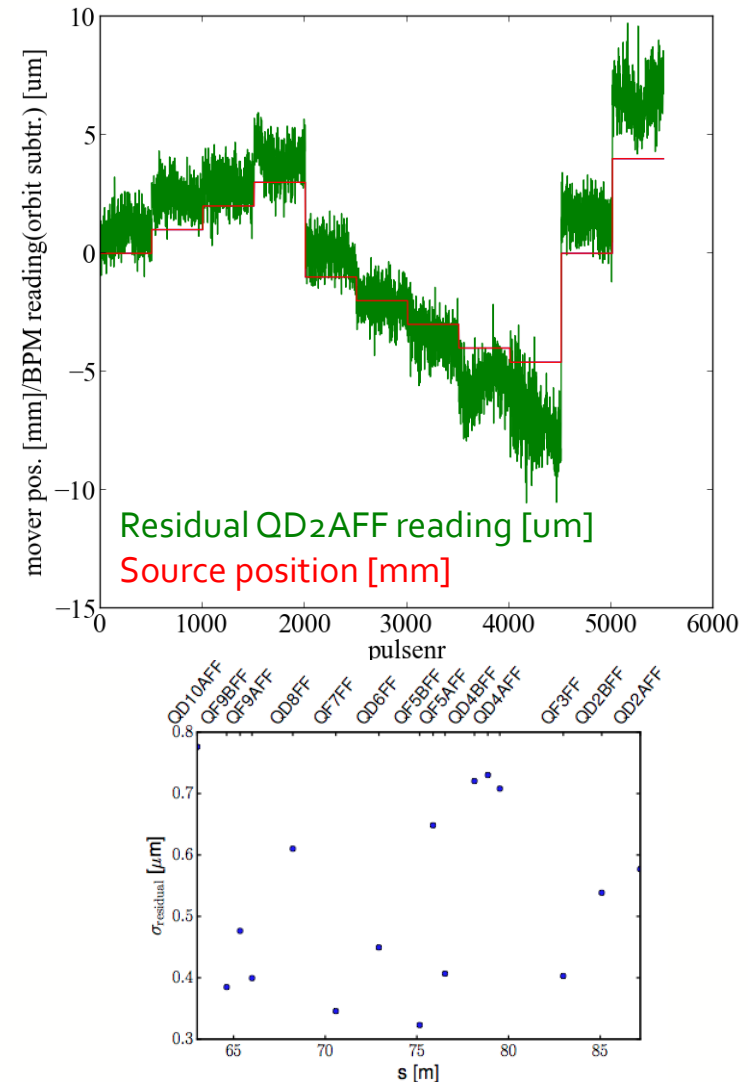 10
5
0
−5
−10
−15
mover pos. [mm]/BPM reading(orbit subtr.) [um]
Residual QD2AFF reading [um]
Source position [mm]
0 1000 2000 3000 4000 5000 6000
pulsenr
QD10AFF QF9BFF QF9AFF QD8FF QF7FF QD6FF QF5BFF QF5AFF QD4BFF QD4AFF QF3FF QD2BFF QD2AFF
0.8
0.7
0.6
0.5
0.4
0.3
σresidual [μm]
65 70 75 80 85
s [m]